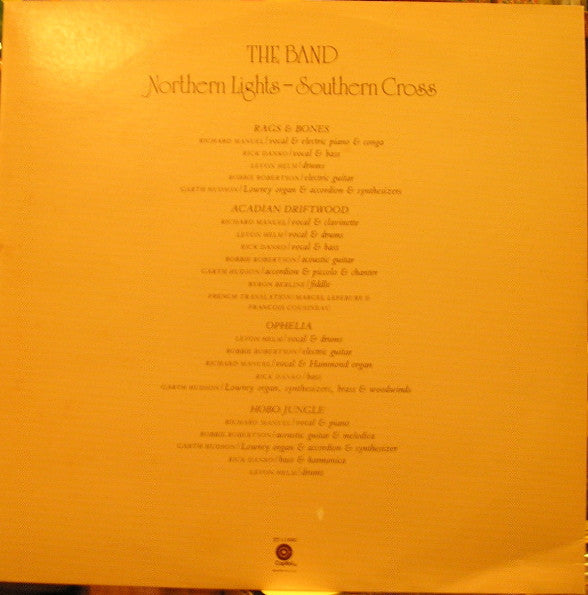 THE BAND
Northern Lights – Southern Cross
RAGS & BONES
RICHARD MANUEL/vocal & electric piano & conga
RICK DANKO/vocal & bass
LEVON HELM/drums
ROBBIE ROBERTSON/electric guitar
GARTH HUDSON/Lowrey organ & accordion & synthesizers
ACADIAN DRIFTWOOD
RICHARD MANUEL/vocal & clavinette
LEVON HELM/vocal & drums
RICK DANKO/vocal & bass
ROBBIE ROBERTSON/acoustic guitar
GARTH HUDSON/accordion & piccolo & chanter
BYRON BERLINE/fiddle
FRENCH TRANSLATION/MARCEL LEFEBURE &
FRANCOIS COUSINEAU
OPHELIA
LEVON HELM/vocal & drums
ROBBIE ROBERTSON/electric guitar
RICHARD MANUEL/vocal & Hammond organ
RICK DANKO/bass
GARTH HUDSON/Lowrey organ, synthesizers, brass & woodwinds
HOBO JUNGLE
RICHARD MANUEL/vocal & piano
ROBBIE ROBERTSON/acoustic guitar & melodica
GARTH HUDSON/Lowrey organ & accordion & synthesizer
RICK DANKO/bass & harmonica
LEVON HELM/drums
Capitol